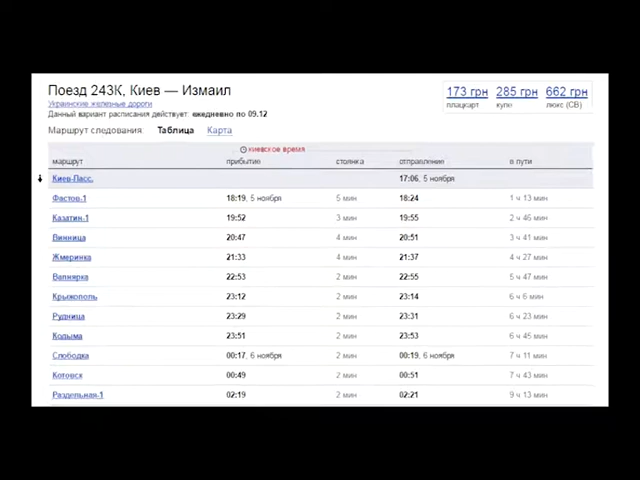 Поезд 243К, Киев — Измаил
173 грн 285 грн 662 грн
плацкарт купе люкс (СВ)
Украинские железные дороги
Данный вариант расписания действует: ежедневно по 09.12
Маршрут следования: Таблица Карта
киевское время
маршрут прибытие стоянка отправление в пути
Киев-Пасс. 17:06, 5 ноября
Фастов-1 18:19, 5 ноября 5 мин 18:24 1 ч 13 мин
Казатин-1 19:52 3 мин 19:55 2 ч 46 мин
Винница 20:47 4 мин 20:51 3 ч 41 мин
Жмеринка 21:33 4 мин 21:37 4 ч 27 мин
Вапнярка 22:53 2 мин 22:55 5 ч 47 мин
Крыжополь 23:12 2 мин 23:14 6 ч 6 мин
Рудница 23:29 2 мин 23:31 6 ч 23 мин
Кодыма 23:51 2 мин 23:53 6 ч 45 мин
Слободка 00:17, 6 ноября 2 мин 00:19, 6 ноября 7 ч 11 мин
Котовск 00:49 2 мин 00:51 7 ч 43 мин
Раздельная-1 02:19 2 мин 02:21 9 ч 13 мин